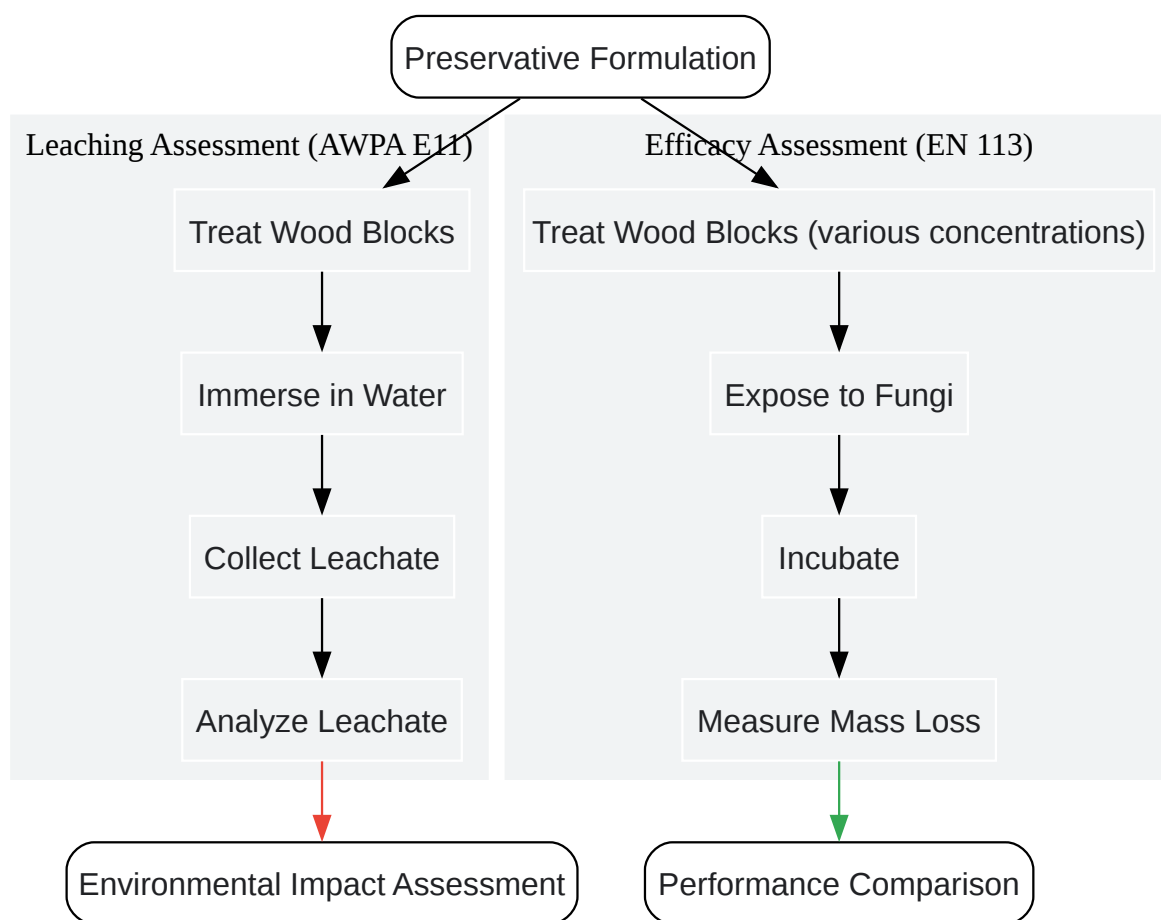 Preservative Formulation
Leaching Assessment (AWPA E11)
Treat Wood Blocks
Immerse in Water
Collect Leachate
Analyze Leachate
Environmental Impact Assessment
Efficacy Assessment (EN 113)
Treat Wood Blocks (various concentrations)
Expose to Fungi
Incubate
Measure Mass Loss
Performance Comparison